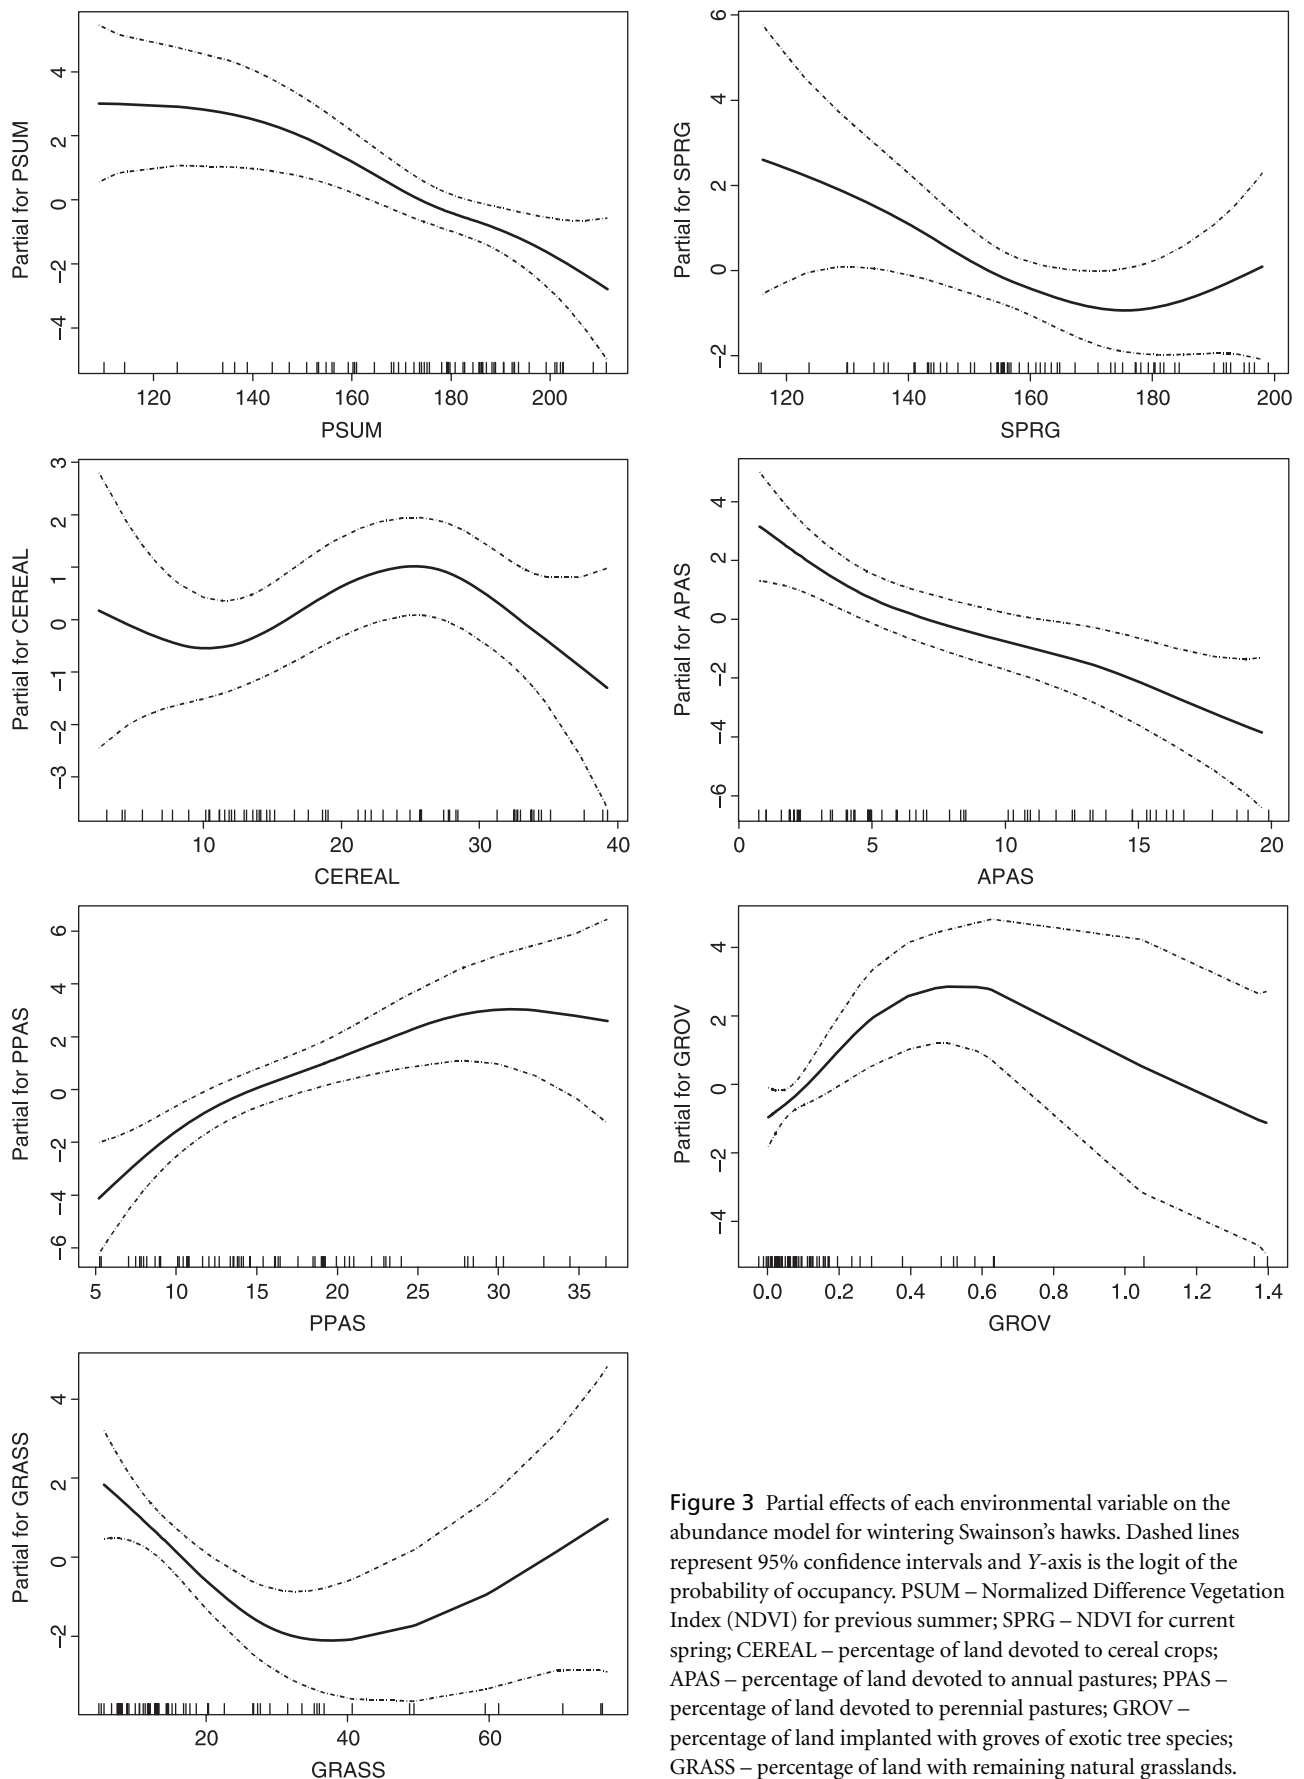 Partial for PSUM
4
2
0
−2
−4
120 140 160 180 200
PSUM
Partial for SPRG
6
4
2
0
−2
120 140 160 180 200
SPRG
Partial for CEREAL
3
2
1
0
−1
−2
−3
10 20 30 40
CEREAL
Partial for APAS
4
2
0
−2
−4
−6
0 5 10 15 20
APAS
Partial for PPAS
6
4
2
0
−2
−4
−6
5 10 15 20 25 30 35
PPAS
Partial for GROV
4
2
0
−2
−4
0.0 0.2 0.4 0.6 0.8 1.0 1.2 1.4
GROV
Partial for GRASS
4
2
0
−2
20 40 60
GRASS
Figure 3 Partial effects of each environmental variable on the
abundance model for wintering Swainson’s hawks. Dashed lines
represent 95% confidence intervals and Y-axis is the logit of the
probability of occupancy. PSUM – Normalized Difference Vegetation
Index (NDVI) for previous summer; SPRG – NDVI for current
spring; CEREAL – percentage of land devoted to cereal crops;
APAS – percentage of land devoted to annual pastures; PPAS –
percentage of land devoted to perennial pastures; GROV –
percentage of land implanted with groves of exotic tree species;
GRASS – percentage of land with remaining natural grasslands.